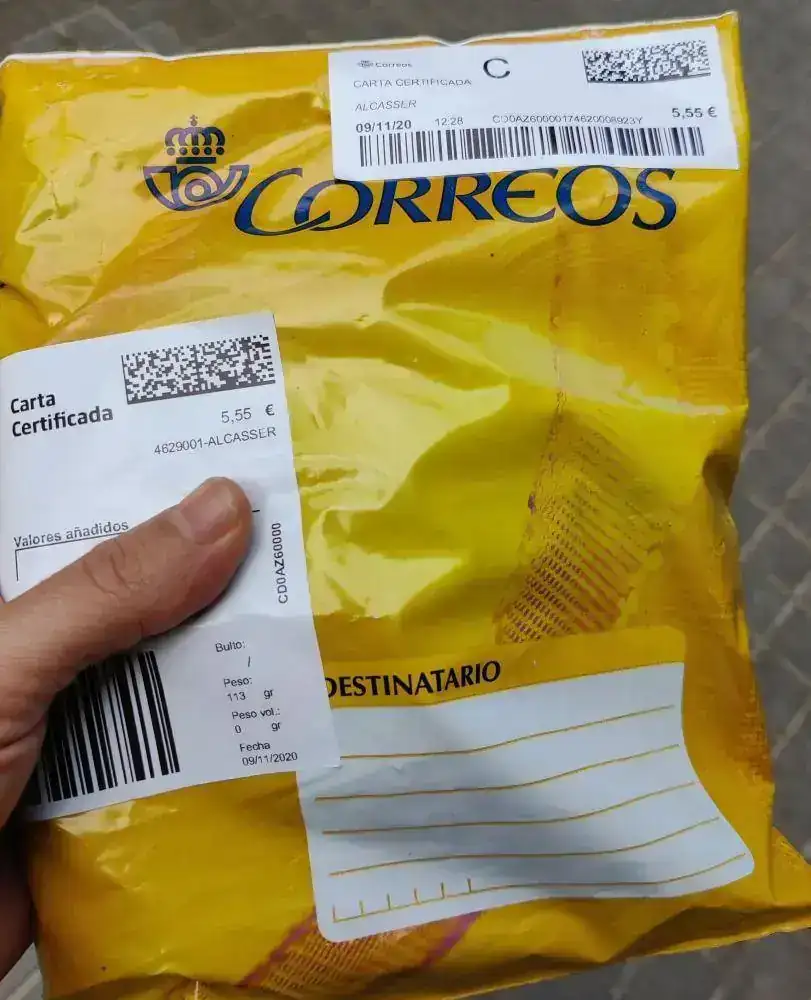 Correos
C
CARTA CERTIFICADA
ALCASSER
09/11/20 12:28 CD0AZ60000174620008923Y 5,55 €
CORREOS
Carta
Certificada
5,55 €
4629001-ALCASSER
Valores añadidos
CD0AZ60000
Bulto:
/
Peso:
113 gr
Peso vol.:
0 gr
Fecha
09/11/2020
DESTINATARIO